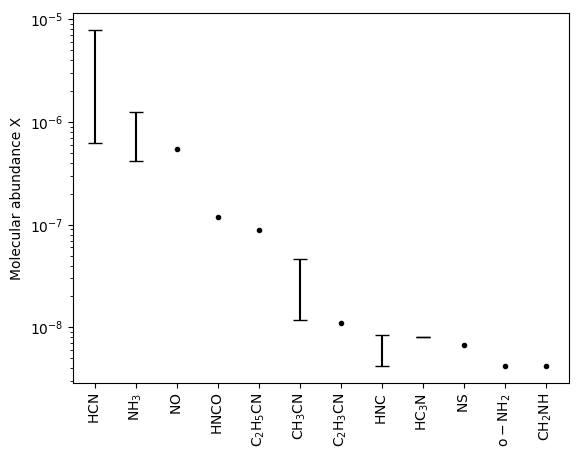 Molecular abundance X
10⁻⁵
10⁻⁶
10⁻⁷
10⁻⁸
HCN
NH₃
NO
HNCO
C₂H₅CN
CH₃CN
C₂H₃CN
HNC
HC₃N
NS
o − NH₂
CH₂NH